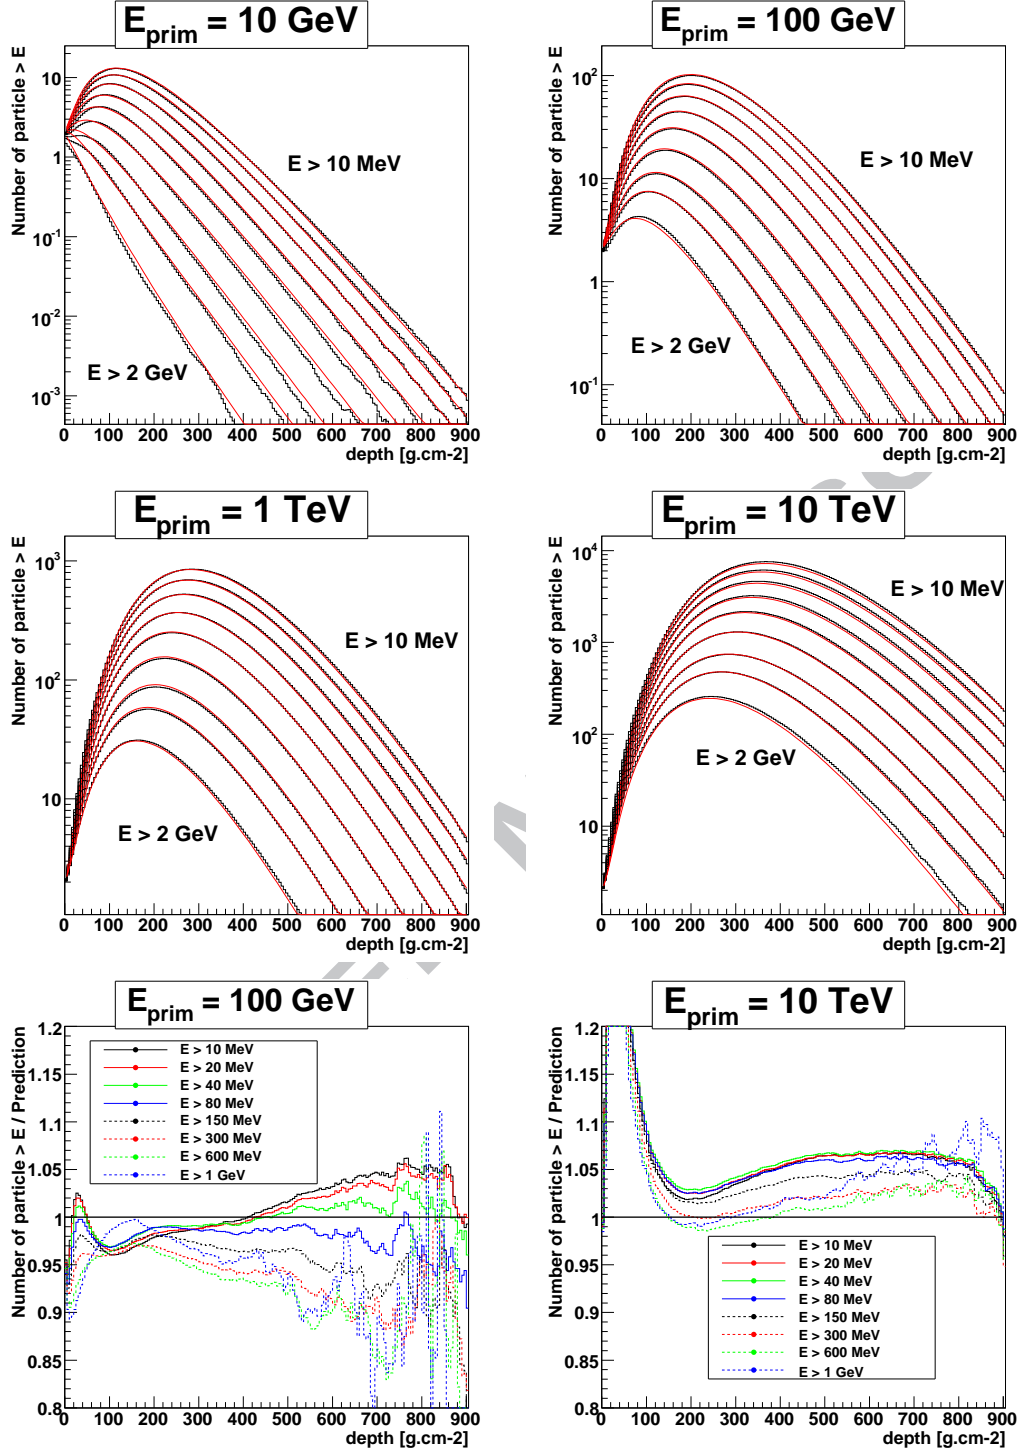 E_prim = 10 GeV
Number of particle > E
10
1
10^-1
10^-2
10^-3
E > 10 MeV
E > 2 GeV
0 100 200 300 400 500 600 700 800 900
depth [g.cm-2]
E_prim = 100 GeV
Number of particle > E
10^2
10
1
10^-1
E > 10 MeV
E > 2 GeV
0 100 200 300 400 500 600 700 800 900
depth [g.cm-2]
E_prim = 1 TeV
Number of particle > E
10^3
10^2
10
E > 10 MeV
E > 2 GeV
0 100 200 300 400 500 600 700 800 900
depth [g.cm-2]
E_prim = 10 TeV
Number of particle > E
10^4
10^3
10^2
10
E > 10 MeV
E > 2 GeV
0 100 200 300 400 500 600 700 800 900
depth [g.cm-2]
E_prim = 100 GeV
Number of particle > E / Prediction
1.2
1.15
1.1
1.05
1
0.95
0.9
0.85
0.8
E > 10 MeV
E > 20 MeV
E > 40 MeV
E > 80 MeV
E > 150 MeV
E > 300 MeV
E > 600 MeV
E > 1 GeV
0 100 200 300 400 500 600 700 800 900
depth [g.cm-2]
E_prim = 10 TeV
Number of particle > E / Prediction
1.2
1.15
1.1
1.05
1
0.95
0.9
0.85
0.8
E > 10 MeV
E > 20 MeV
E > 40 MeV
E > 80 MeV
E > 150 MeV
E > 300 MeV
E > 600 MeV
E > 1 GeV
0 100 200 300 400 500 600 700 800 900
depth [g.cm-2]